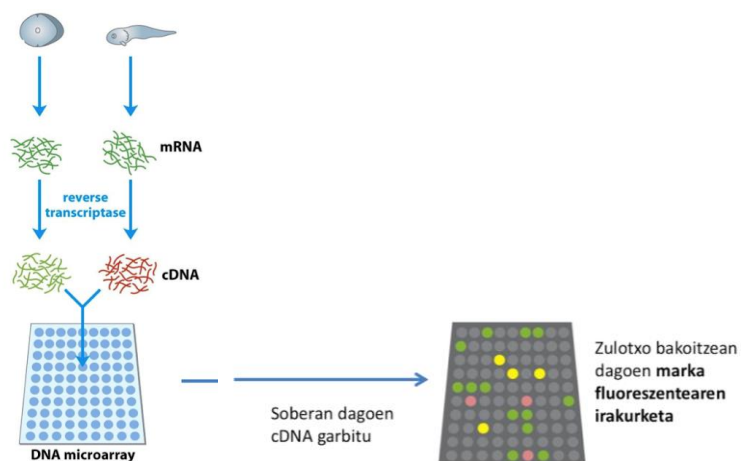 mRNA
reverse
transcriptase
cDNA
DNA microarray
Soberan dagoen
cDNA garbitu
Zulotxo bakoitzean
dagoen marka
fluoreszentearen
irakurketa